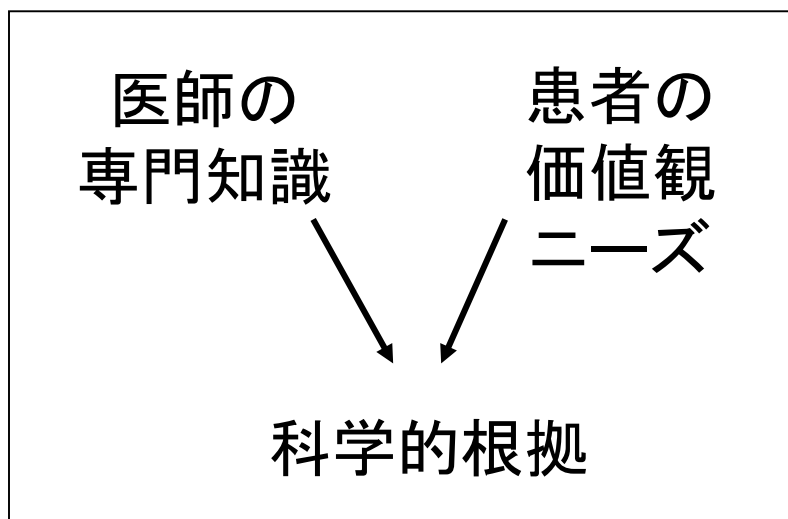 医師の
専門知識
患者の
価値観
ニーズ
科学的根拠